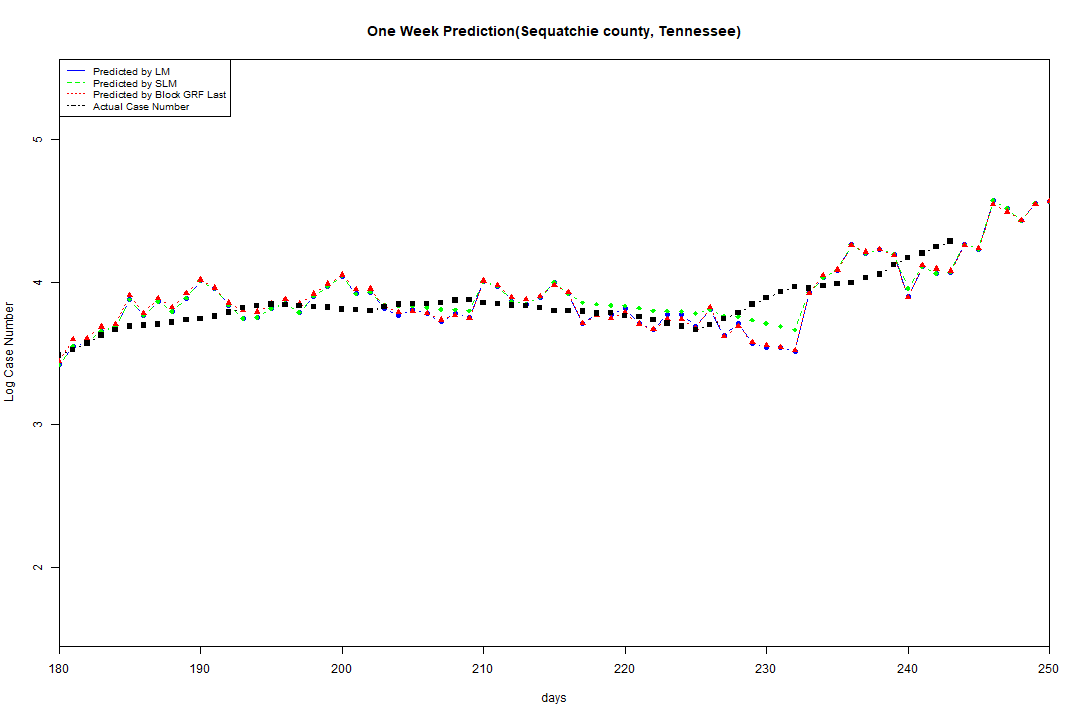 One Week Prediction(Sequatchie county, Tennessee)
Predicted by LM
Predicted by SLM
Predicted by Block GRF Last
Actual Case Number
5
4
3
2
Log Case Number
180 190 200 210 220 230 240 250
days